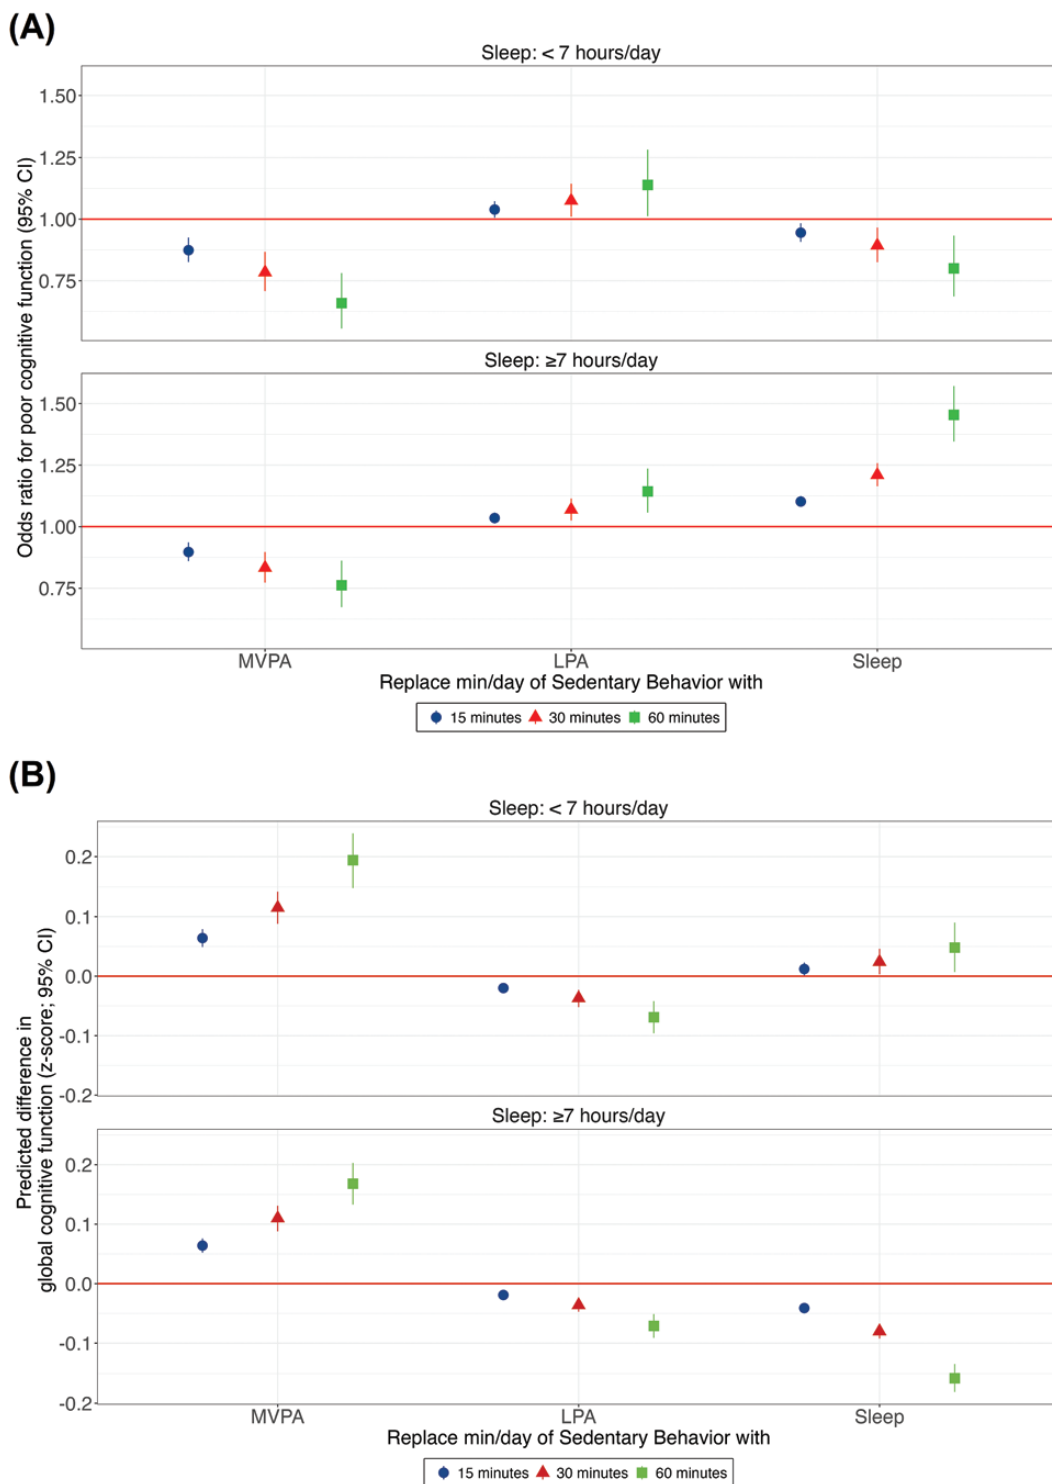 (A)
Sleep: < 7 hours/day
1.50
1.25
1.00
0.75
Sleep: ≥7 hours/day
1.50
1.25
1.00
0.75
Odds ratio for poor cognitive function (95% CI)
MVPA LPA Sleep
Replace min/day of Sedentary Behavior with
15 minutes 30 minutes 60 minutes
(B)
Sleep: < 7 hours/day
0.2
0.1
0.0
-0.1
-0.2
Sleep: ≥7 hours/day
0.2
0.1
0.0
-0.1
-0.2
Predicted difference in
global cognitive function (z-score; 95% CI)
MVPA LPA Sleep
Replace min/day of Sedentary Behavior with
15 minutes 30 minutes 60 minutes